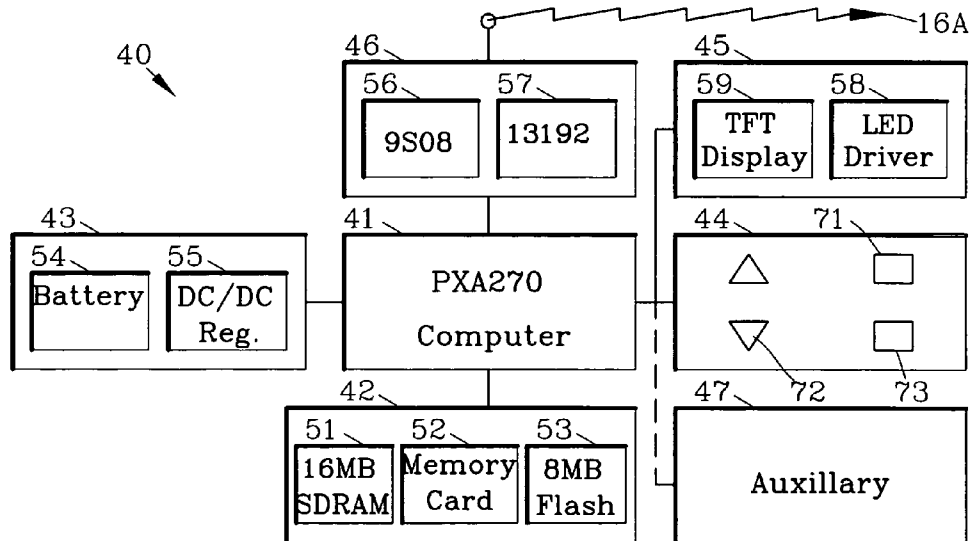 16A
40
46
56
57
9S08
13192
45
59
58
TFT
Display
LED
Driver
43
54
55
Battery
DC/DC
Reg.
41
PXA270
Computer
44
71
72
73
42
51
52
53
16MB
SDRAM
Memory
Card
8MB
Flash
47
Auxillary